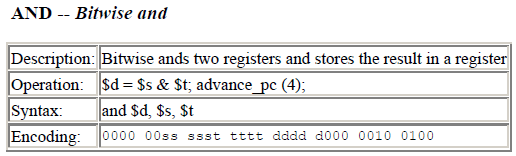 AND -- Bitwise and
Description: Bitwise ands two registers and stores the result in a register
Operation: $d = $s & $t; advance_pc (4);
Syntax: and $d, $s, $t
Encoding: 0000 00ss ssst tttt dddd d000 0010 0100